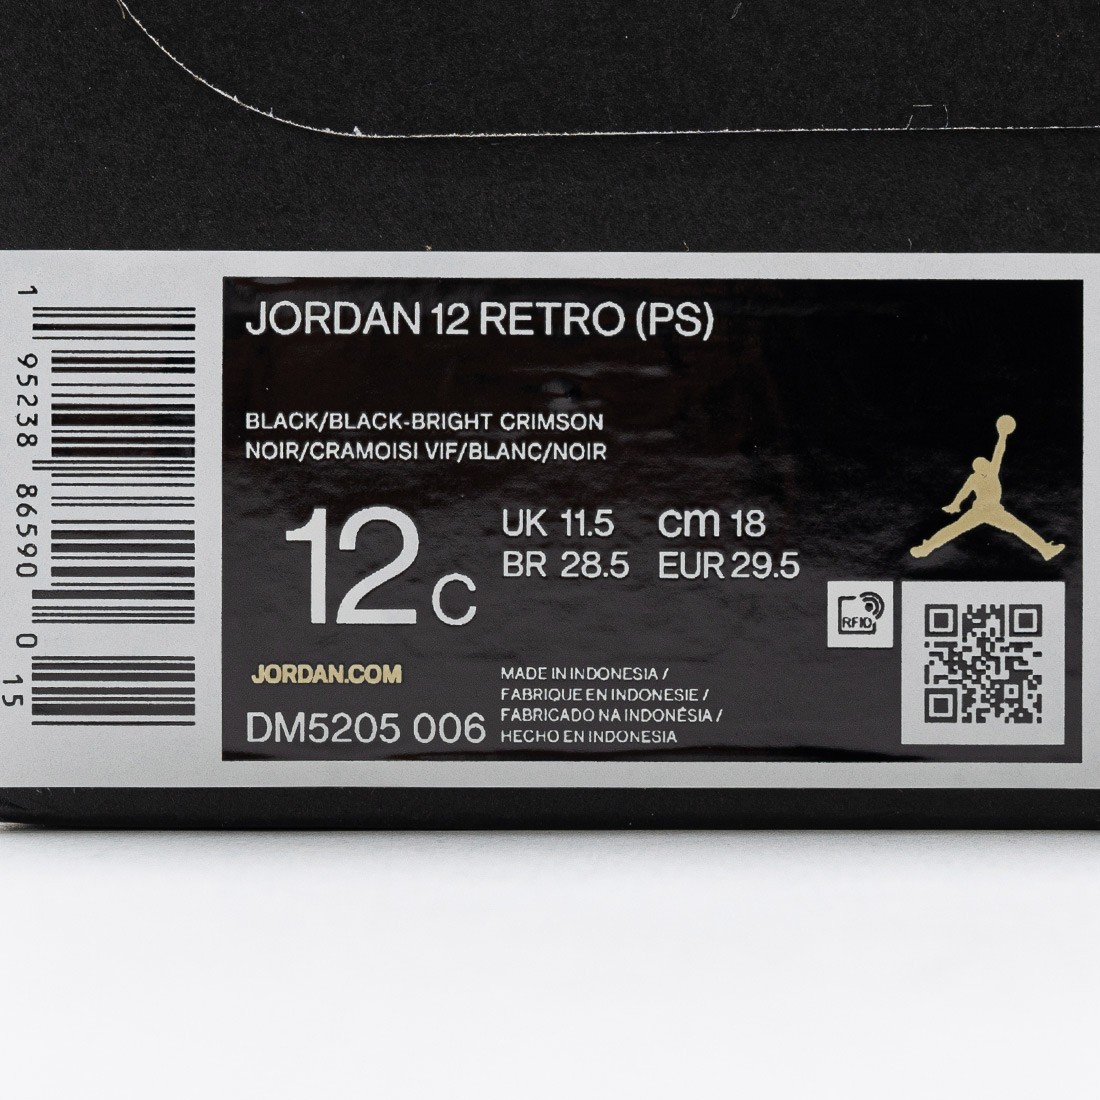 JORDAN 12 RETRO (PS)
BLACK/BLACK-BRIGHT CRIMSON
NOIR/CRAMOISI VIF/BLANC/NOIR
12 C
UK 11.5 cm 18
BR 28.5 EUR 29.5
RFID
JORDAN.COM
DM5205 006
MADE IN INDONESIA /
FABRIQUE EN INDONESIE /
FABRICADO NA INDONÉSIA /
HECHO EN INDONESIA
1 95238 86590 0 15